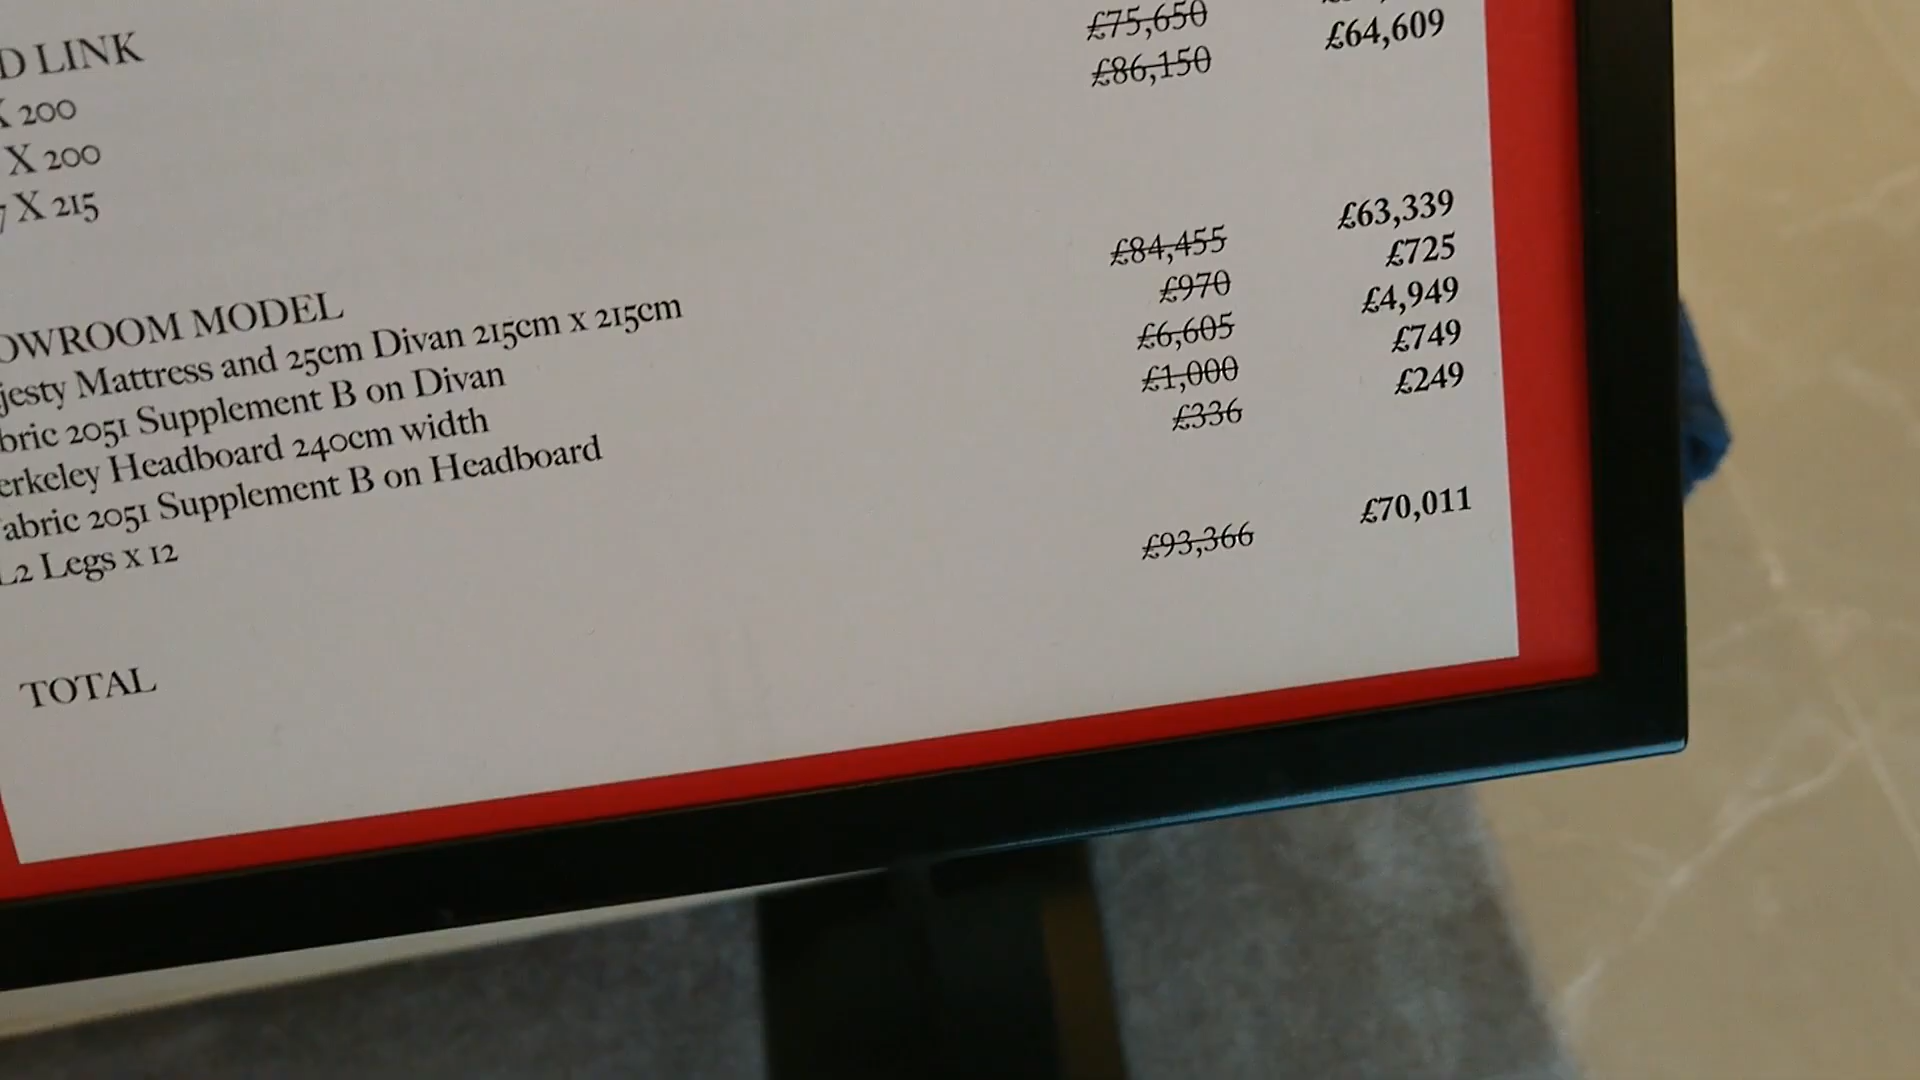 D LINK £75,650 £64,609
X 200 £86,150
X 200
7 X 215
OWROOM MODEL
jesty Mattress and 25cm Divan 215cm x 215cm £84,455 £63,339
bric 2051 Supplement B on Divan £970 £725
erkeley Headboard 240cm width £6,605 £4,949
abric 2051 Supplement B on Headboard £1,000 £749
L2 Legs x 12 £336 £249
TOTAL £93,366 £70,011